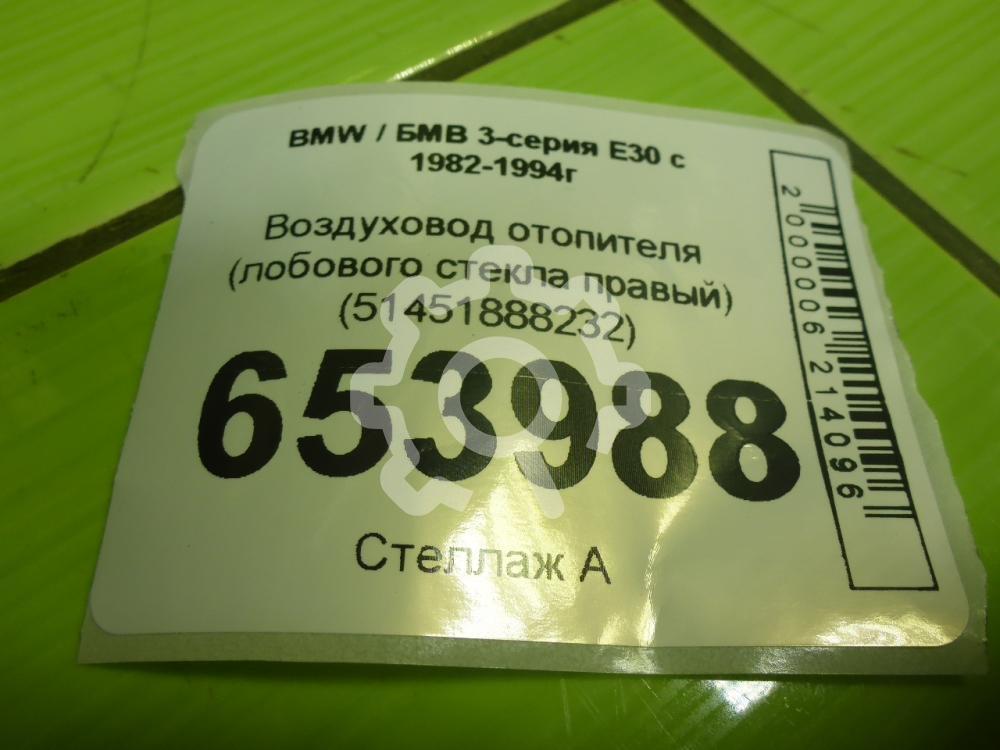 BMW / БМВ 3-серия E30 с
1982-1994г
Воздуховод отопителя
(лобового стекла правый)
(51451888232)
653988
Стеллаж А
2000006214096